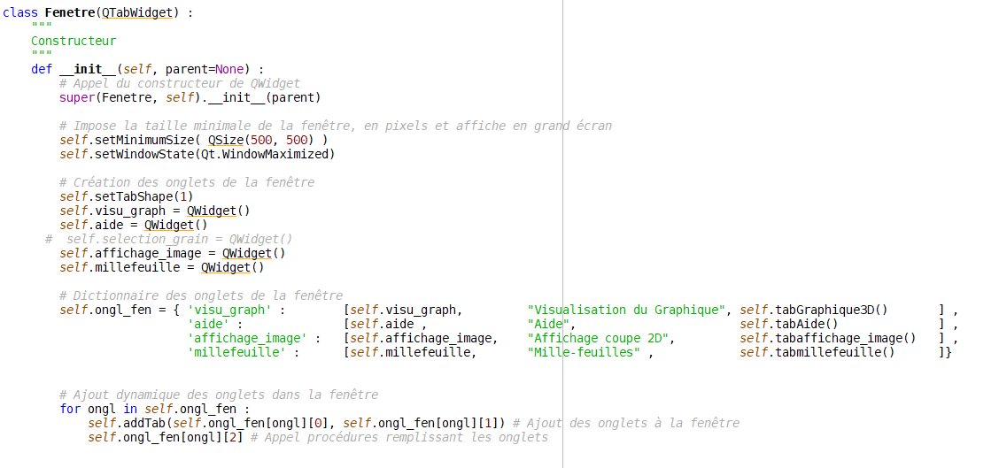 class Fenetre(QTabWidget) :
    """
    Constructeur
    """
    def __init__(self, parent=None) :
        # Appel du constructeur de QWidget
        super(Fenetre, self).__init__(parent)

        # Impose la taille minimale de la fenêtre, en pixels et affiche en grand écran
        self.setMinimumSize( QSize(500, 500) )
        self.setWindowState(Qt.WindowMaximized)

        # Création des onglets de la fenêtre
        self.setTabShape(1)
        self.visu_graph = QWidget()
        self.aide = QWidget()
      #  self.selection_grain = QWidget()
        self.affichage_image = QWidget()
        self.millefeuille = QWidget()

        # Dictionnaire des onglets de la fenêtre
        self.ongl_fen = { 'visu_graph' :        [self.visu_graph,         "Visualisation du Graphique", self.tabGraphique3D()       ] ,
                          'aide' :              [self.aide ,              "Aide",                       self.tabAide()              ] ,
                          'affichage_image' :   [self.affichage_image,    "Affichage coupe 2D",         self.tabaffichage_image()   ] ,
                          'millefeuille' :      [self.millefeuille,       "Mille-feuilles" ,            self.tabmillefeuille()      ]}

        # Ajout dynamique des onglets dans la fenêtre
        for ongl in self.ongl_fen :
            self.addTab(self.ongl_fen[ongl][0], self.ongl_fen[ongl][1]) # Ajout des onglets à la fenêtre
            self.ongl_fen[ongl][2] # Appel procédures remplissant les onglets